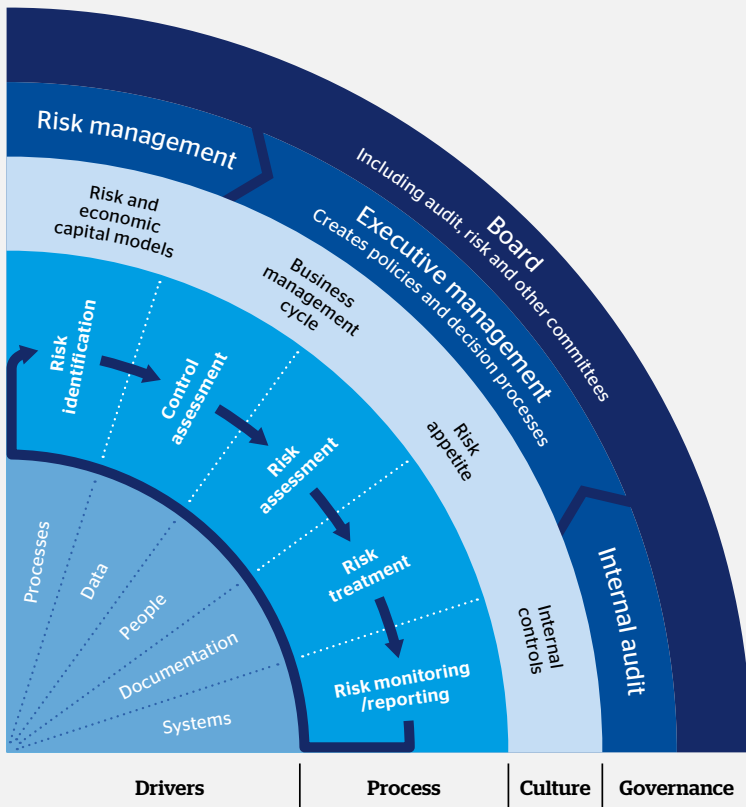 Board
Including audit, risk and other committees
Risk management
Executive management
Creates policies and decision processes
Internal audit
Risk and
economic
capital models
Business
management
cycle
Risk
appetite
Internal
controls
Risk
identification
Control
assessment
Risk
assessment
Risk
treatment
Risk monitoring
/reporting
Processes
Data
People
Documentation
Systems
Drivers
Process
Culture
Governance